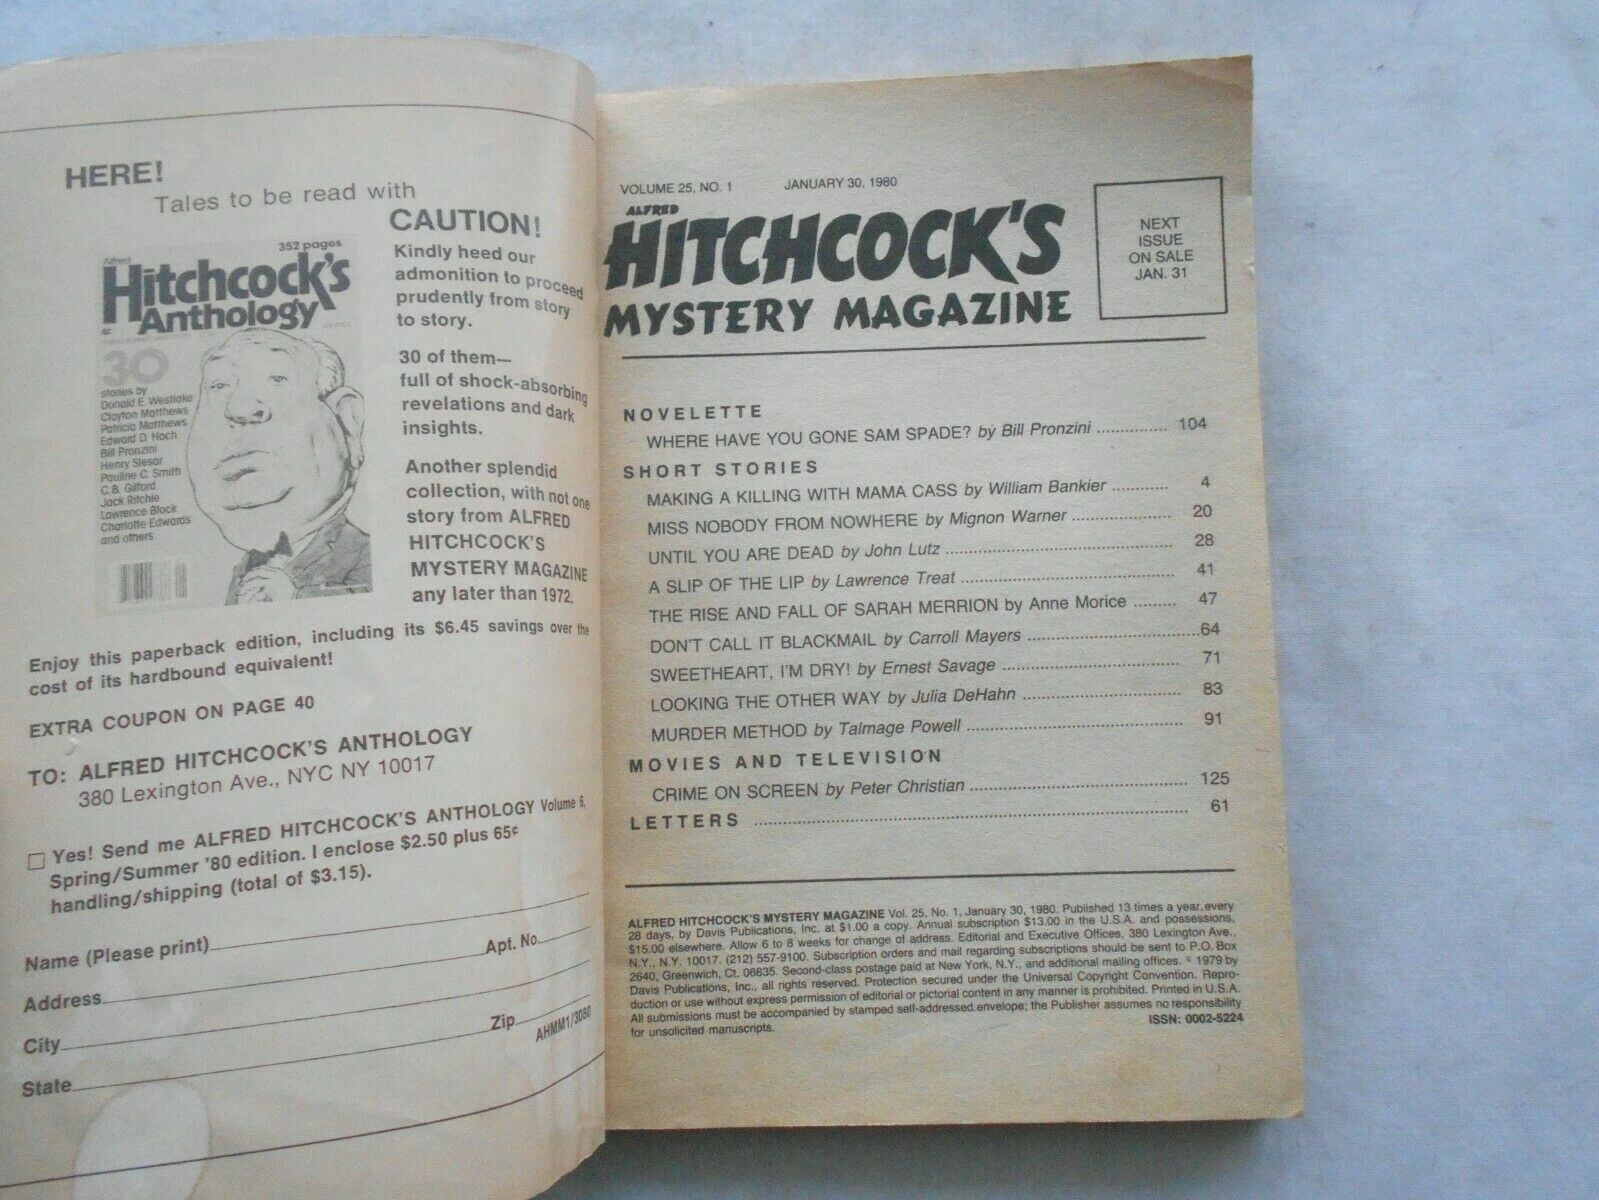 HERE!
Tales to be read with
CAUTION!
352 pages
Alfred
Hitchcock's
Anthology
30
stories by
Donald E. Westlake
Clayton Matthews
Patricia Matthews
Edward D. Hoch
Bill Pronzini
Henry Slesar
Pauline C. Smith
C. B. Gilford
Jack Ritchie
Lawrence Block
Charlotte Edwards
and others
Kindly heed our
admonition to proceed
prudently from story
to story.
30 of them—
full of shock-absorbing
revelations and dark
insights.
Another splendid
collection, with not one
story from ALFRED
HITCHCOCK'S
MYSTERY MAGAZINE
any later than 1972.
Enjoy this paperback edition, including its $6.45 savings over the
cost of its hardbound equivalent!
EXTRA COUPON ON PAGE 40
TO: ALFRED HITCHCOCK'S ANTHOLOGY
380 Lexington Ave., NYC NY 10017
Yes! Send me ALFRED HITCHCOCK'S ANTHOLOGY Volume 6,
Spring/Summer '80 edition. I enclose $2.50 plus 65¢
handling/shipping (total of $3.15).
Name (Please print)
Apt. No.
Address
City
Zip
State
AHMM1/3080
VOLUME 25, NO. 1 JANUARY 30, 1980
ALFRED
HITCHCOCK'S
MYSTERY MAGAZINE
NEXT
ISSUE
ON SALE
JAN. 31
NOVELETTE
WHERE HAVE YOU GONE SAM SPADE? by Bill Pronzini .............. 104
SHORT STORIES
MAKING A KILLING WITH MAMA CASS by William Bankier ........... 4
MISS NOBODY FROM NOWHERE by Mignon Warner ................... 20
UNTIL YOU ARE DEAD by John Lutz ............................ 28
A SLIP OF THE LIP by Lawrence Treat ........................ 41
THE RISE AND FALL OF SARAH MERRION by Anne Morice ......... 47
DON'T CALL IT BLACKMAIL by Carroll Mayers ................. 64
SWEETHEART, I'M DRY! by Ernest Savage ..................... 71
LOOKING THE OTHER WAY by Julia DeHahn ..................... 83
MURDER METHOD by Talmage Powell ........................... 91
MOVIES AND TELEVISION
CRIME ON SCREEN by Peter Christian ........................ 125
LETTERS ................................................... 61
ALFRED HITCHCOCK'S MYSTERY MAGAZINE Vol. 25, No. 1, January 30, 1980. Published 13 times a year, every
28 days, by Davis Publications, Inc. at $1.00 a copy. Annual subscription $13.00 in the U.S.A. and possessions,
$15.00 elsewhere. Allow 6 to 8 weeks for change of address. Editorial and Executive Offices, 380 Lexington Ave.,
N.Y., N.Y. 10017. (212) 557-9100. Subscription orders and mail regarding subscriptions should be sent to P.O. Box
2640, Greenwich, Ct. 06835. Second-class postage paid at New York, N.Y., and additional mailing offices. © 1979 by
Davis Publications, Inc., all rights reserved. Protection secured under the Universal Copyright Convention. Repro-
duction or use without express permission of editorial or pictorial content in any manner is prohibited. Printed in U.S.A.
All submissions must be accompanied by stamped self-addressed envelope; the Publisher assumes no responsibility
for unsolicited manuscripts.
ISSN: 0002-5224